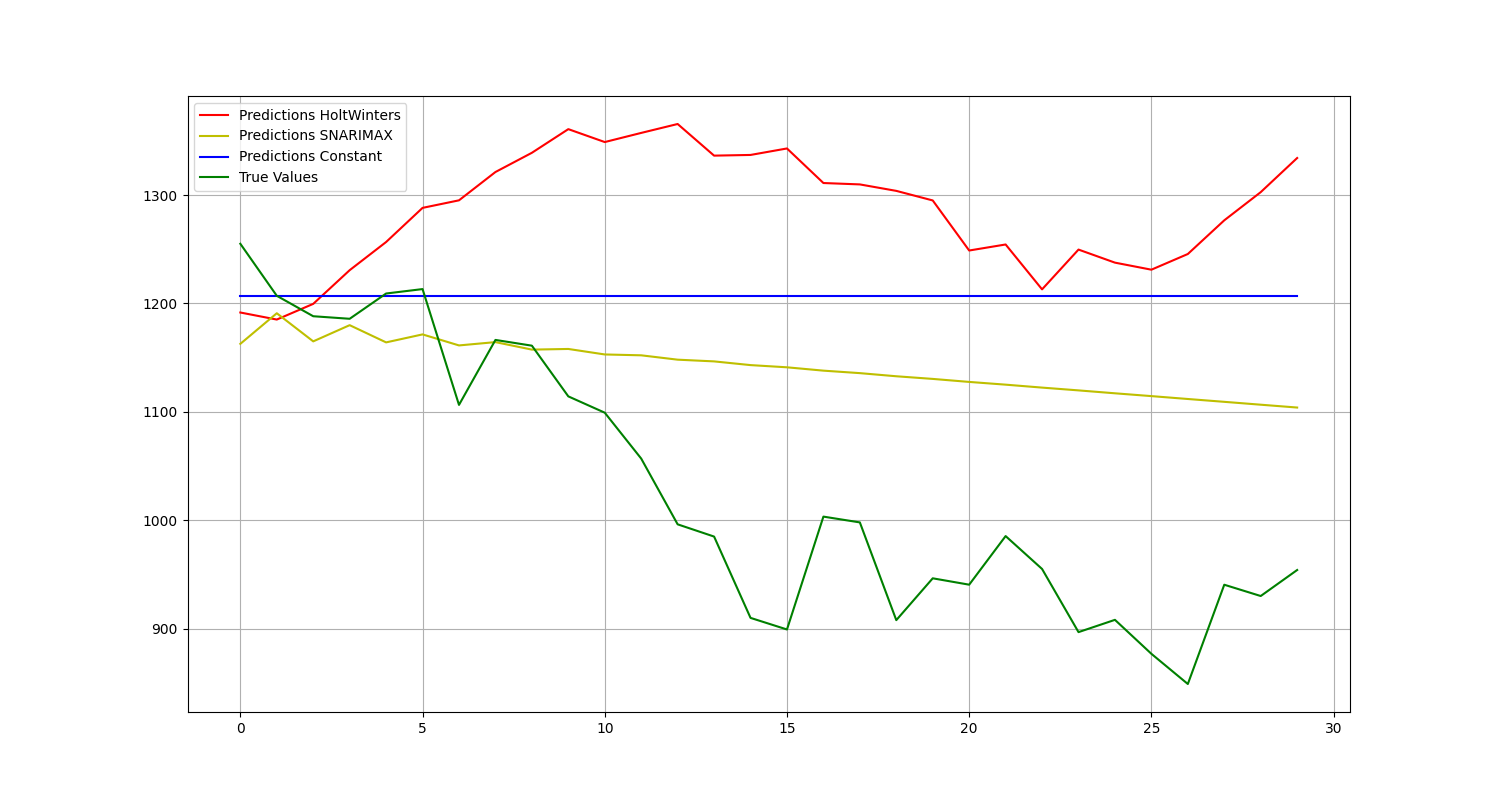 Predictions HoltWinters
Predictions SNARIMAX
Predictions Constant
True Values
1300
1200
1100
1000
900
0 5 10 15 20 25 30